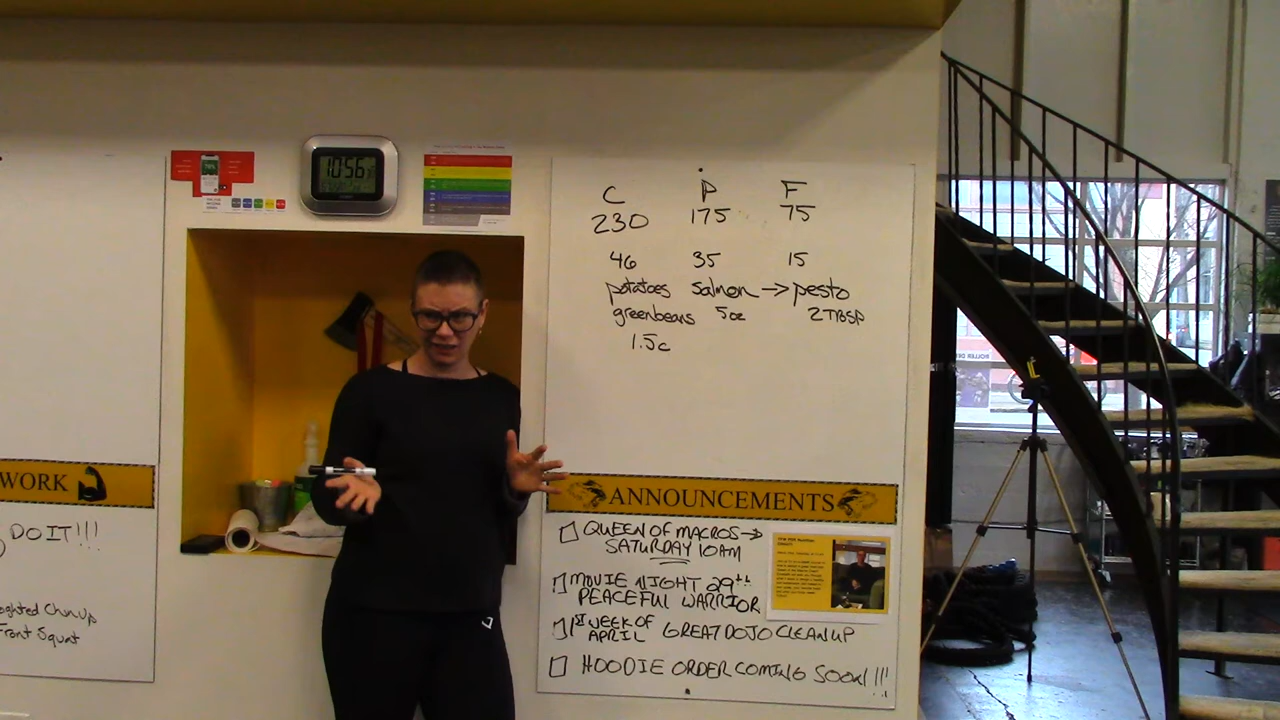 10:56
C P F
230 175 75
46 35 15
potatoes salmon → pesto
greenbeans 5oz 2TBSP
1.5c
WORK
DO IT!!!
Chinup
Front Squat
ANNOUNCEMENTS
QUEEN OF MACROS →
SATURDAY 10AM
MOVIE NIGHT 29th
PEACEFUL WARRIOR
1st WEEK OF
APRIL GREAT DOJO CLEANUP
HOODIE ORDER COMING SOON!!!